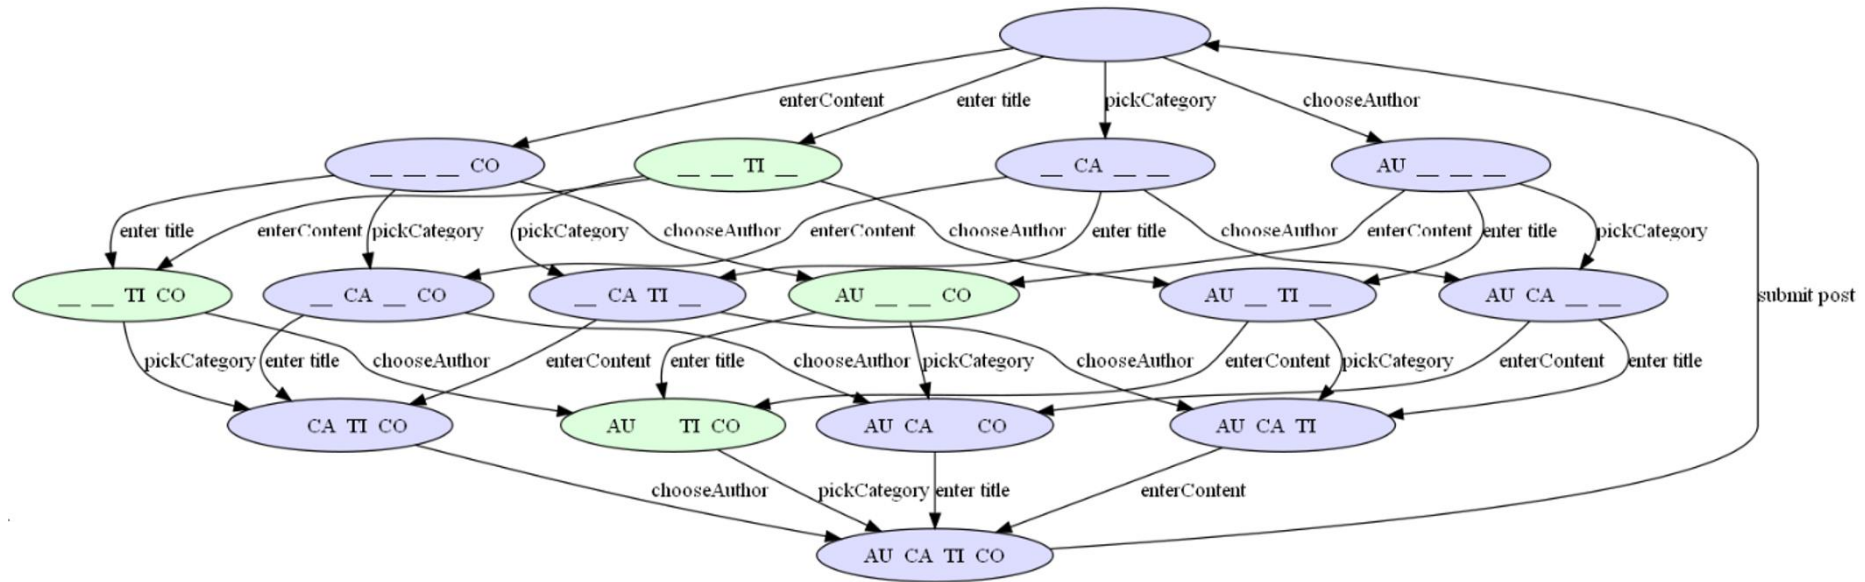 enterContent enter title pickCategory chooseAuthor
__ __ __ CO __ __ TI __ __ CA __ __ AU __ __ __
enter title enterContent pickCategory pickCategory chooseAuthor enterContent chooseAuthor enter title chooseAuthor enterContent enter title pickCategory
__ __ TI CO __ CA __ CO __ CA TI __ AU __ __ CO AU __ TI __ AU CA __ __ submit post
pickCategory enter title chooseAuthor enterContent enter title chooseAuthor pickCategory chooseAuthor enterContent pickCategory enterContent enter title
CA TI CO AU TI CO AU CA CO AU CA TI
chooseAuthor pickCategory enter title enterContent
AU CA TI CO